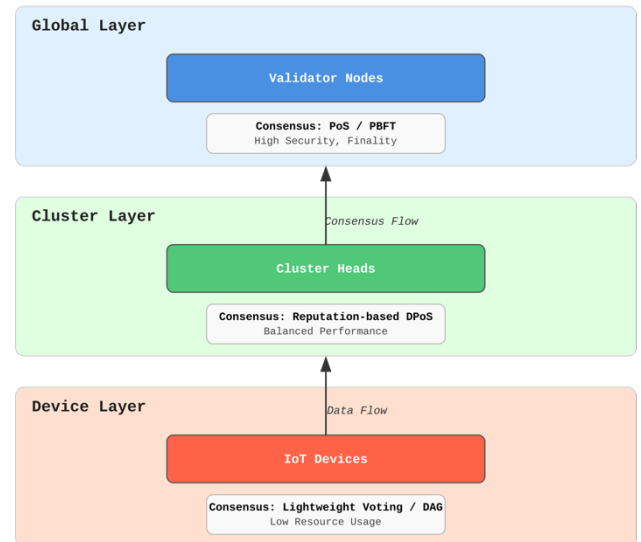 Global Layer
Validator Nodes
Consensus: PoS / PBFT
High Security, Finality
Consensus Flow
Cluster Layer
Cluster Heads
Consensus: Reputation-based DPoS
Balanced Performance
Data Flow
Device Layer
IoT Devices
Consensus: Lightweight Voting / DAG
Low Resource Usage